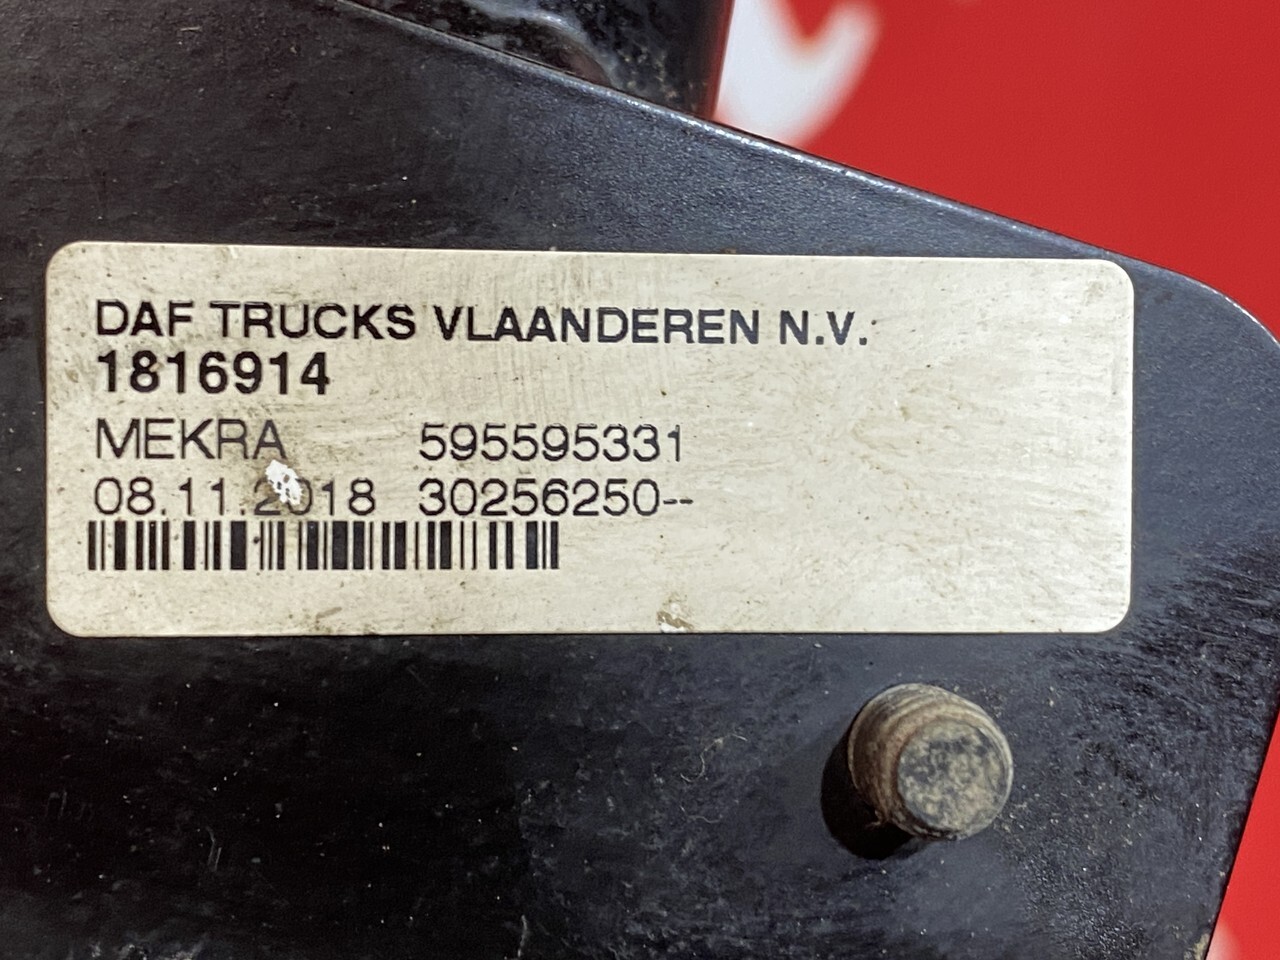 DAF TRUCKS VLAANDEREN N.V.
1816914
MEKRA 595595331
08.11.2018 30256250--